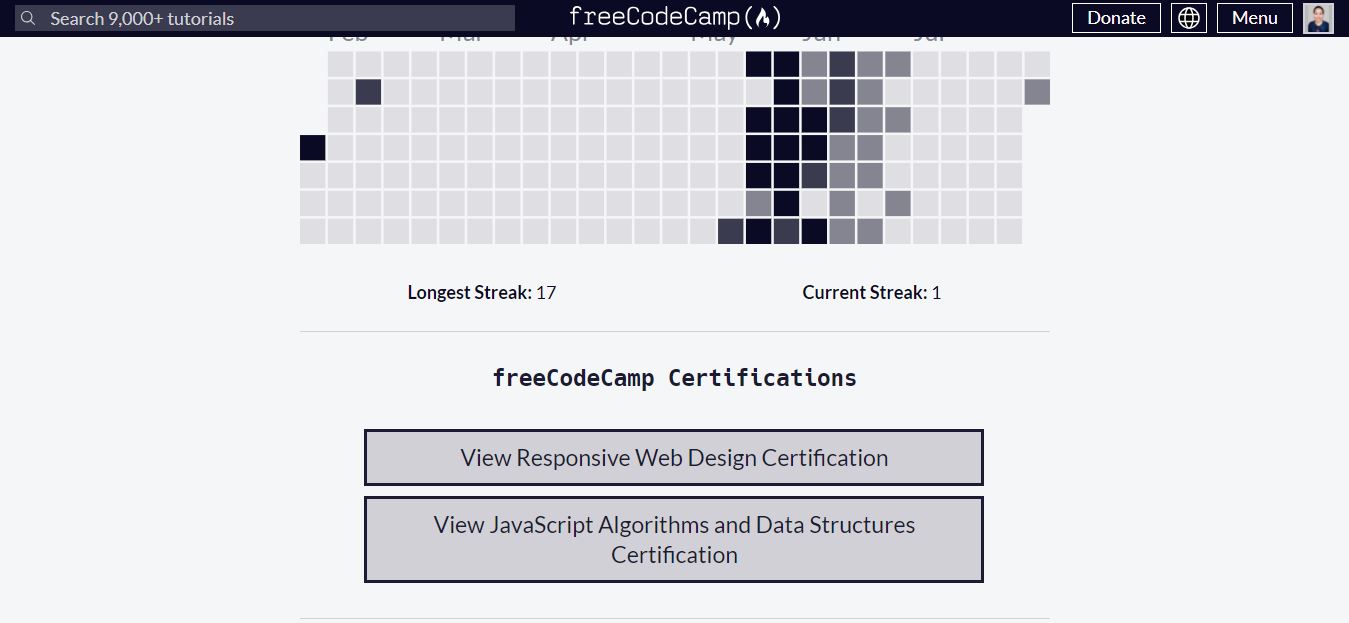 Search 9,000+ tutorials
freeCodeCamp
Donate
Menu
Feb Mar Apr May Jun Jul
Longest Streak: 17
Current Streak: 1
freeCodeCamp Certifications
View Responsive Web Design Certification
View JavaScript Algorithms and Data Structures
Certification